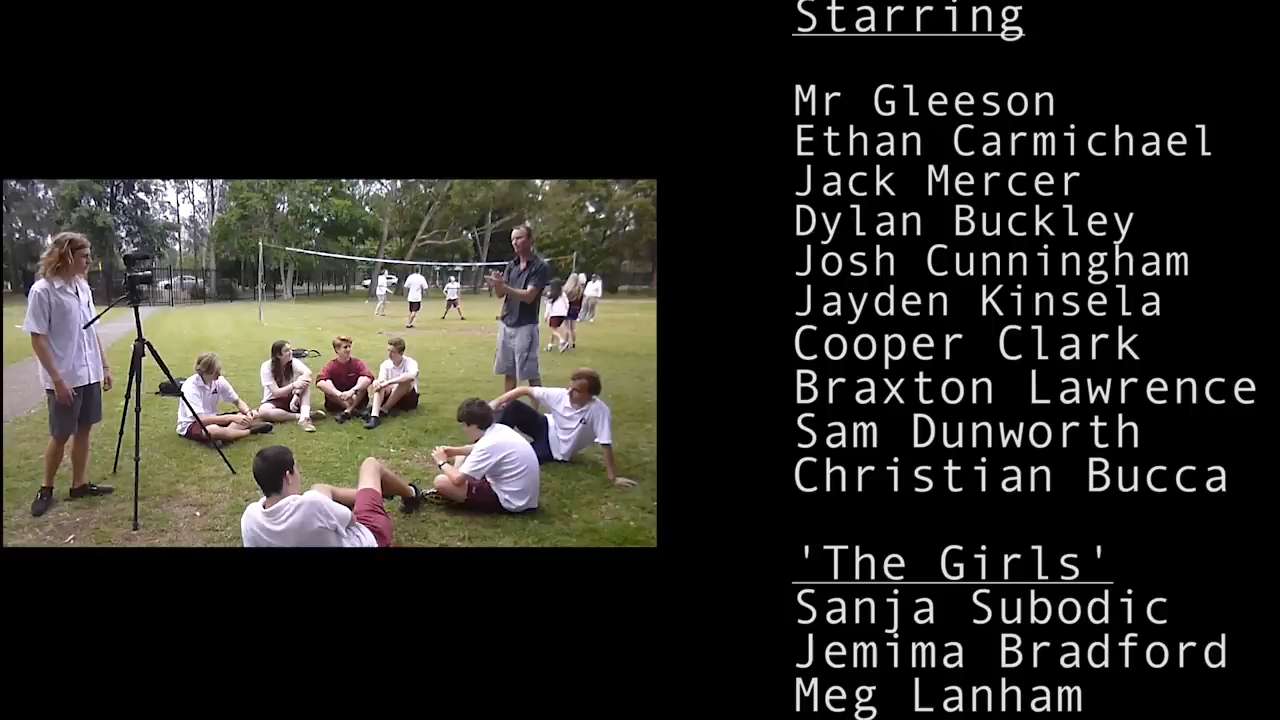 Starring
Mr Gleeson
Ethan Carmichael
Jack Mercer
Dylan Buckley
Josh Cunningham
Jayden Kinsela
Cooper Clark
Braxton Lawrence
Sam Dunworth
Christian Bucca
'The Girls'
Sanja Subodic
Jemima Bradford
Meg Lanham